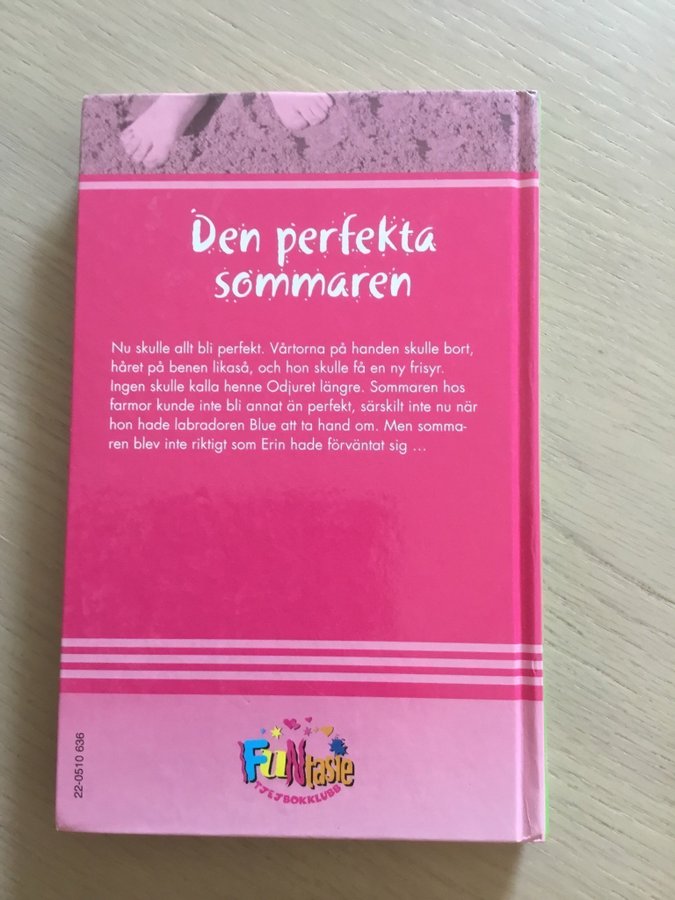 Den perfekta
sommaren
Nu skulle allt bli perfekt. Vårtorna på handen skulle bort,
håret på benen likaså, och hon skulle få en ny frisyr.
Ingen skulle kalla henne Odjuret längre. Sommaren hos
farmor kunde inte bli annat än perfekt, särskilt inte nu när
hon hade labradoren Blue att ta hand om. Men somma-
ren blev inte riktigt som Erin hade förväntat sig ...
22-0510 636
FuNtasie
TJEJBOKKLUBB